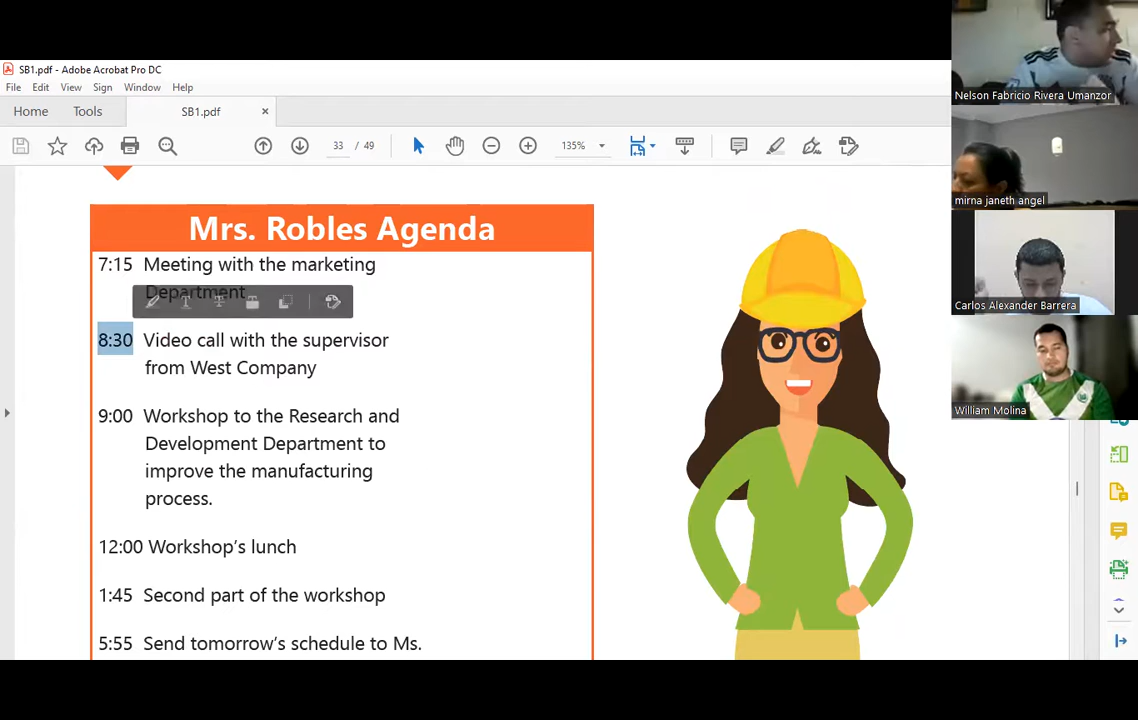 SB1.pdf - Adobe Acrobat Pro DC
File Edit View Sign Window Help
Home Tools SB1.pdf ×
33 / 49 135%
Mrs. Robles Agenda
7:15 Meeting with the marketing
Department
8:30 Video call with the supervisor
from West Company
9:00 Workshop to the Research and
Development Department to
improve the manufacturing
process.
12:00 Workshop's lunch
1:45 Second part of the workshop
5:55 Send tomorrow's schedule to Ms.
Nelson Fabricio Rivera Umanzor
mirna janeth angel
Carlos Alexander Barrera
William Molina